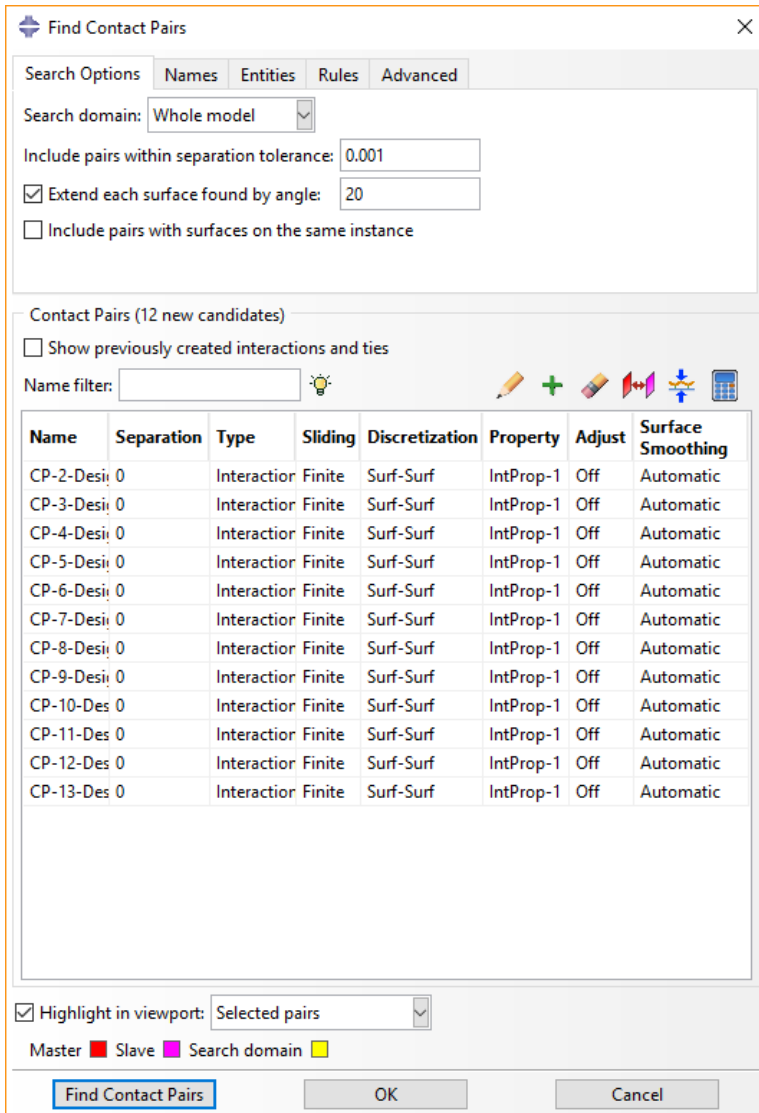 Find Contact Pairs
Search Options Names Entities Rules Advanced
Search domain: Whole model
Include pairs within separation tolerance: 0.001
Extend each surface found by angle: 20
Include pairs with surfaces on the same instance
Contact Pairs (12 new candidates)
Show previously created interactions and ties
Name filter:
Name Separation Type Sliding Discretization Property Adjust Surface Smoothing
CP-2-Desi 0 Interaction Finite Surf-Surf IntProp-1 Off Automatic
CP-3-Desi 0 Interaction Finite Surf-Surf IntProp-1 Off Automatic
CP-4-Desi 0 Interaction Finite Surf-Surf IntProp-1 Off Automatic
CP-5-Desi 0 Interaction Finite Surf-Surf IntProp-1 Off Automatic
CP-6-Desi 0 Interaction Finite Surf-Surf IntProp-1 Off Automatic
CP-7-Desi 0 Interaction Finite Surf-Surf IntProp-1 Off Automatic
CP-8-Desi 0 Interaction Finite Surf-Surf IntProp-1 Off Automatic
CP-9-Desi 0 Interaction Finite Surf-Surf IntProp-1 Off Automatic
CP-10-Des 0 Interaction Finite Surf-Surf IntProp-1 Off Automatic
CP-11-Des 0 Interaction Finite Surf-Surf IntProp-1 Off Automatic
CP-12-Des 0 Interaction Finite Surf-Surf IntProp-1 Off Automatic
CP-13-Des 0 Interaction Finite Surf-Surf IntProp-1 Off Automatic
Highlight in viewport: Selected pairs
Master Slave Search domain
Find Contact Pairs OK Cancel